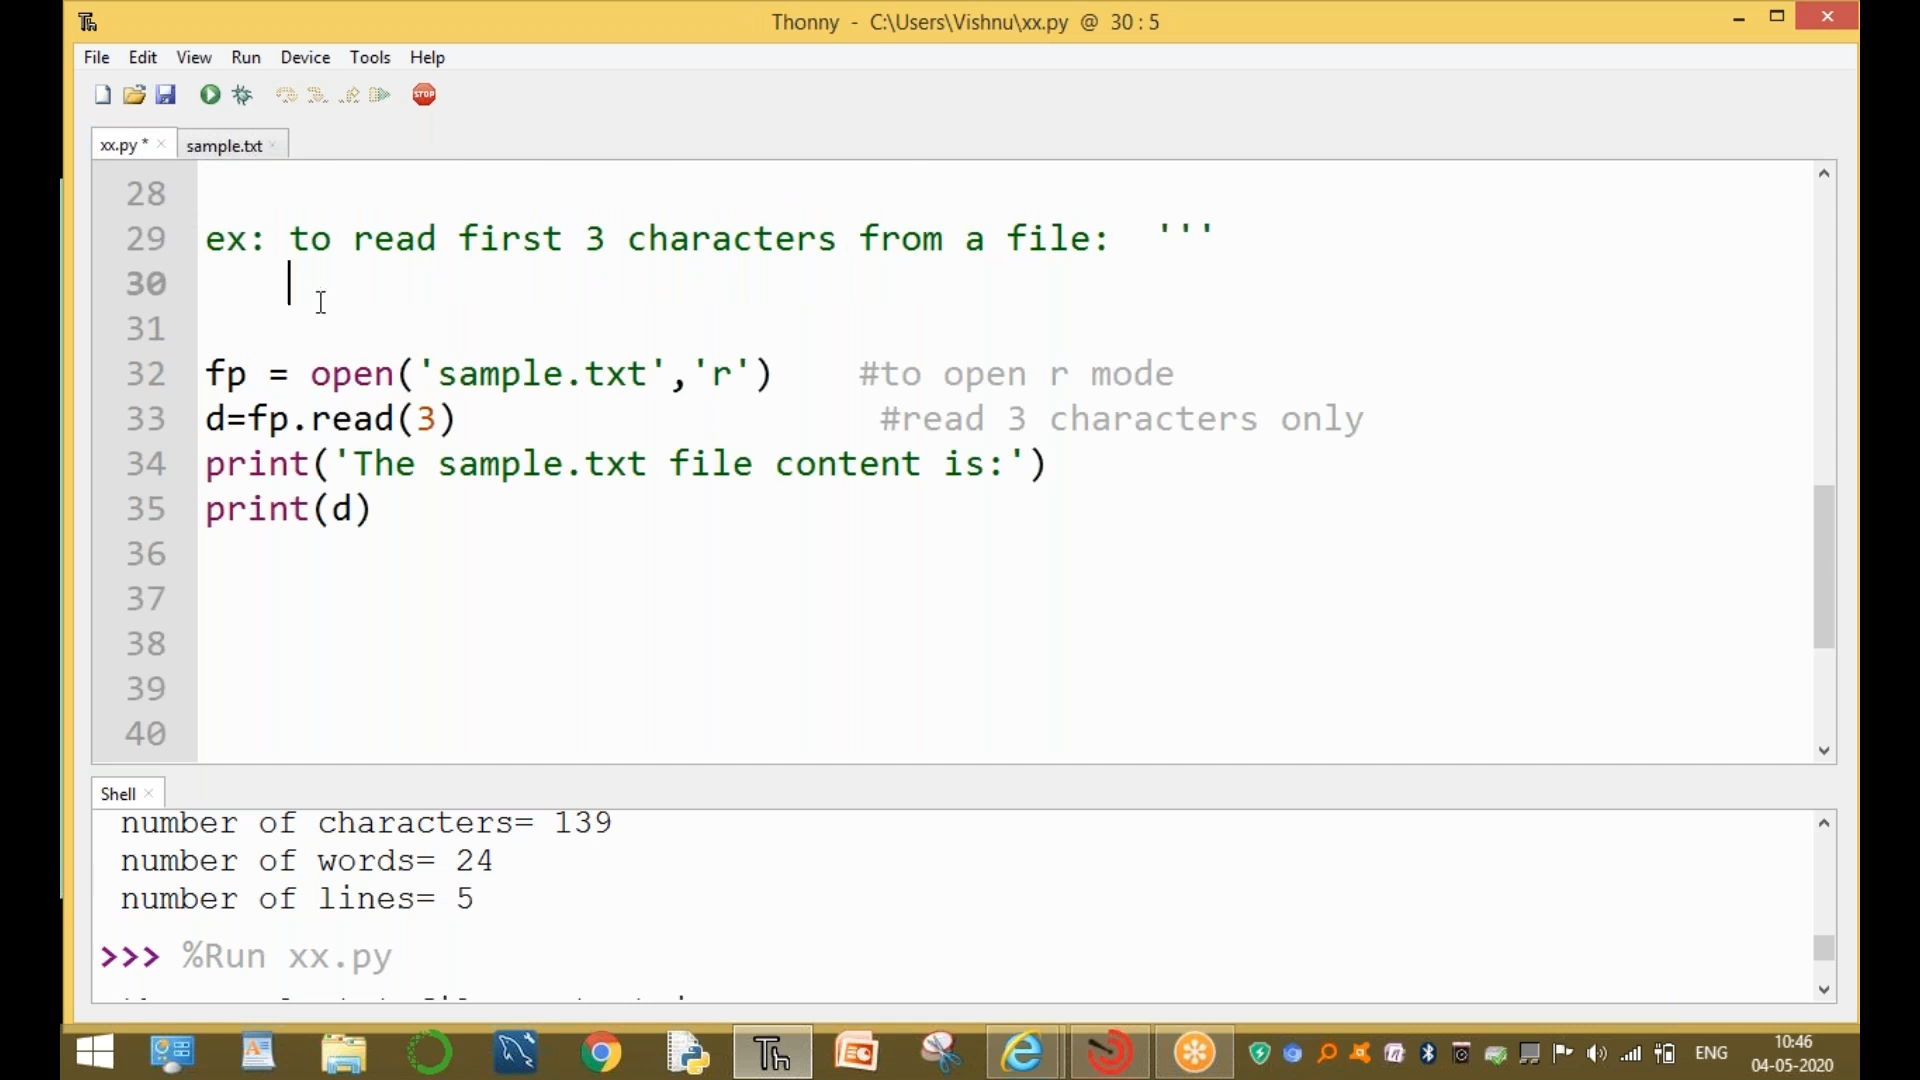 Thonny - C:\Users\Vishnu\xx.py @ 30 : 5
File Edit View Run Device Tools Help
STOP
xx.py * sample.txt
28
29 ex: to read first 3 characters from a file: '''
30
31
32 fp = open('sample.txt','r') #to open r mode
33 d=fp.read(3) #read 3 characters only
34 print('The sample.txt file content is:')
35 print(d)
36
37
38
39
40
Shell
number of characters= 139
number of words= 24
number of lines= 5
>>> %Run xx.py
ENG
10:46
04-05-2020